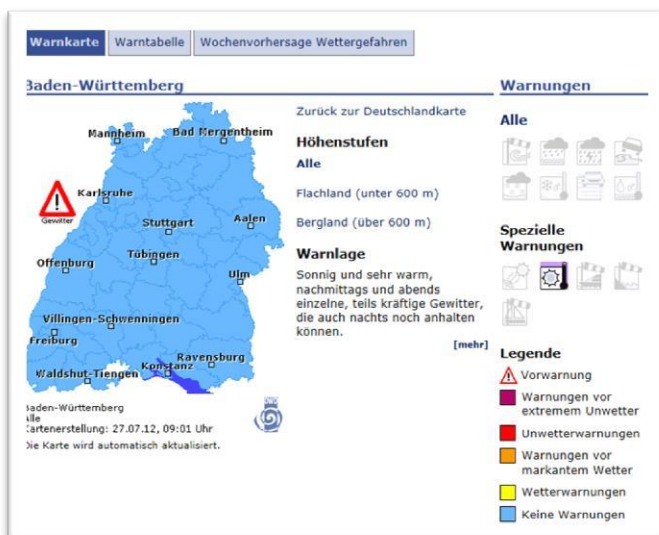 Warnkarte
Warntabelle
Wochenvorhersage Wettergefahren
Baden-Württemberg
Mannheim
Bad Mergentheim
Karlsruhe
Gewitter
Stuttgart
Aalen
Tübingen
Offenburg
Ulm
Villingen-Schwenningen
Freiburg
Ravensburg
Konstanz
Waldshut-Tiengen
Baden-Württemberg
Alle
Kartenerstellung: 27.07.12, 09:01 Uhr
Die Karte wird automatisch aktualisiert.
Zurück zur Deutschlandkarte
Höhenstufen
Alle
Flachland (unter 600 m)
Bergland (über 600 m)
Warnlage
Sonnig und sehr warm,
nachmittags und abends
einzelne, teils kräftige Gewitter,
die auch nachts noch anhalten
können.
[mehr]
Warnungen
Alle
Spezielle
Warnungen
Legende
Vorwarnung
Warnungen vor
extremem Unwetter
Unwetterwarnungen
Warnungen vor
markantem Wetter
Wetterwarnungen
Keine Warnungen